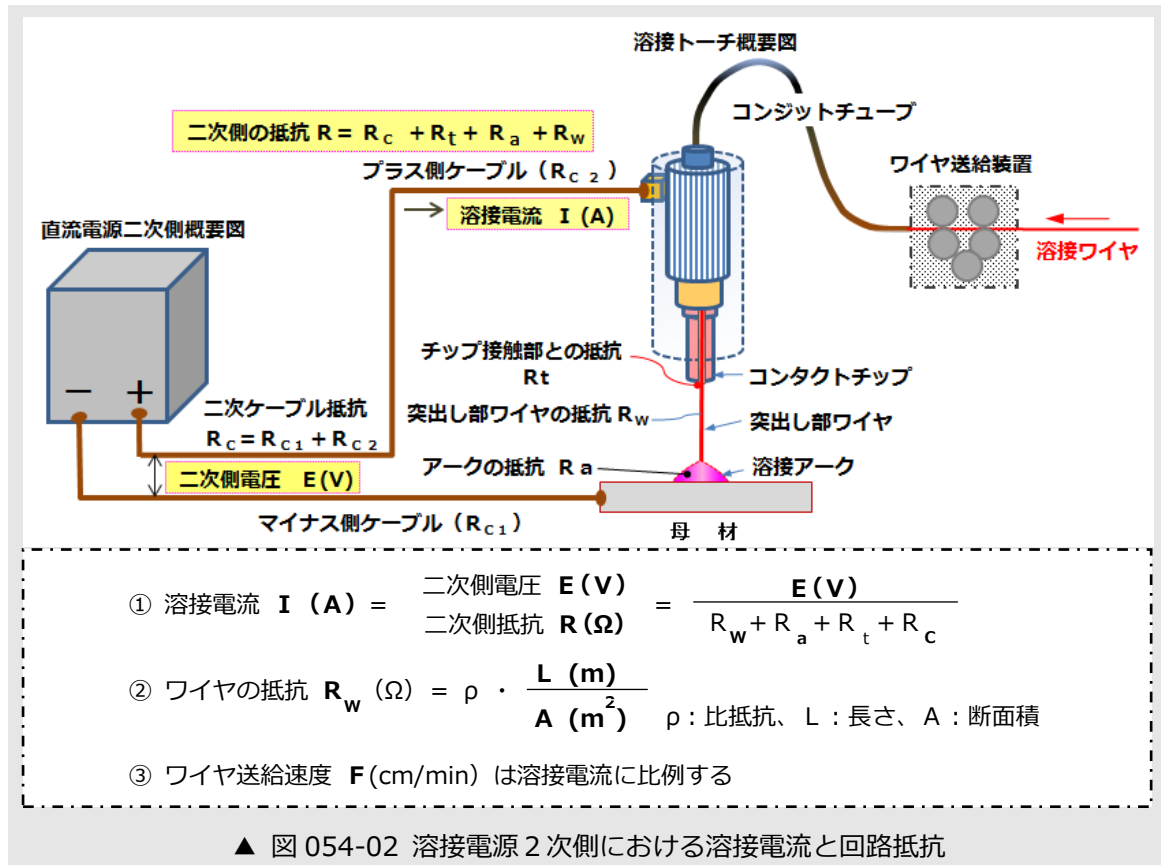 溶接トーチ概要図
コンジットチューブ
二次側の抵抗 R = RC + Rt + Ra + RW
プラス側ケーブル（RC2）
ワイヤ送給装置
溶接電流 I (A)
直流電源二次側概要図
溶接ワイヤ
チップ接触部との抵抗
Rt
コンタクトチップ
− +
二次ケーブル抵抗
RC = RC1 + RC2
突出し部ワイヤの抵抗 RW
突出し部ワイヤ
アークの抵抗 Ra
溶接アーク
二次側電圧 E(V)
マイナス側ケーブル（RC1）
母 材
① 溶接電流 I (A) = 二次側電圧 E(V) / 二次側抵抗 R(Ω) = E(V) / RW + Ra + Rt + RC
② ワイヤの抵抗 RW (Ω) = ρ ・ L (m) / A (m²) ρ：比抵抗、L：長さ、A：断面積
③ ワイヤ送給速度 F(cm/min) は溶接電流に比例する
▲ 図 054-02 溶接電源２次側における溶接電流と回路抵抗